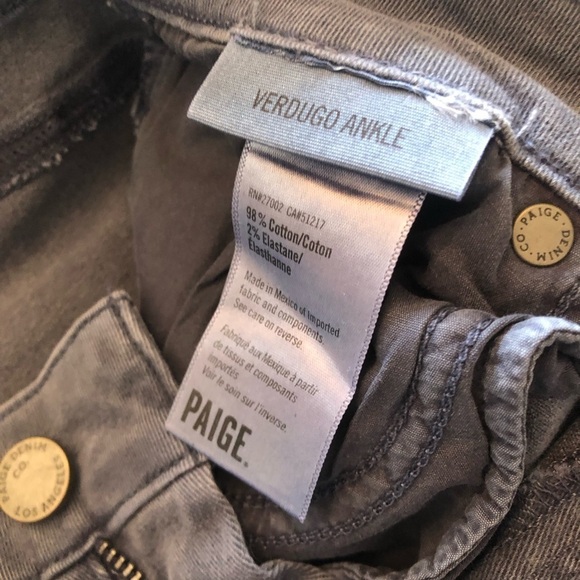 VERDUGO ANKLE
RN#27002 CA#51217
98% Cotton/Coton
2% Elastane/
Élasthanne
Made in Mexico of imported
fabric and components.
See care on reverse.
Fabriqué aux Mexique à partir
de tissus et composants
importés
Voir le soin sur l'inverse.
PAIGE.
PAIGE·DENIM·CO·
PAIGE DENIM
CO.
LOS ANGELES